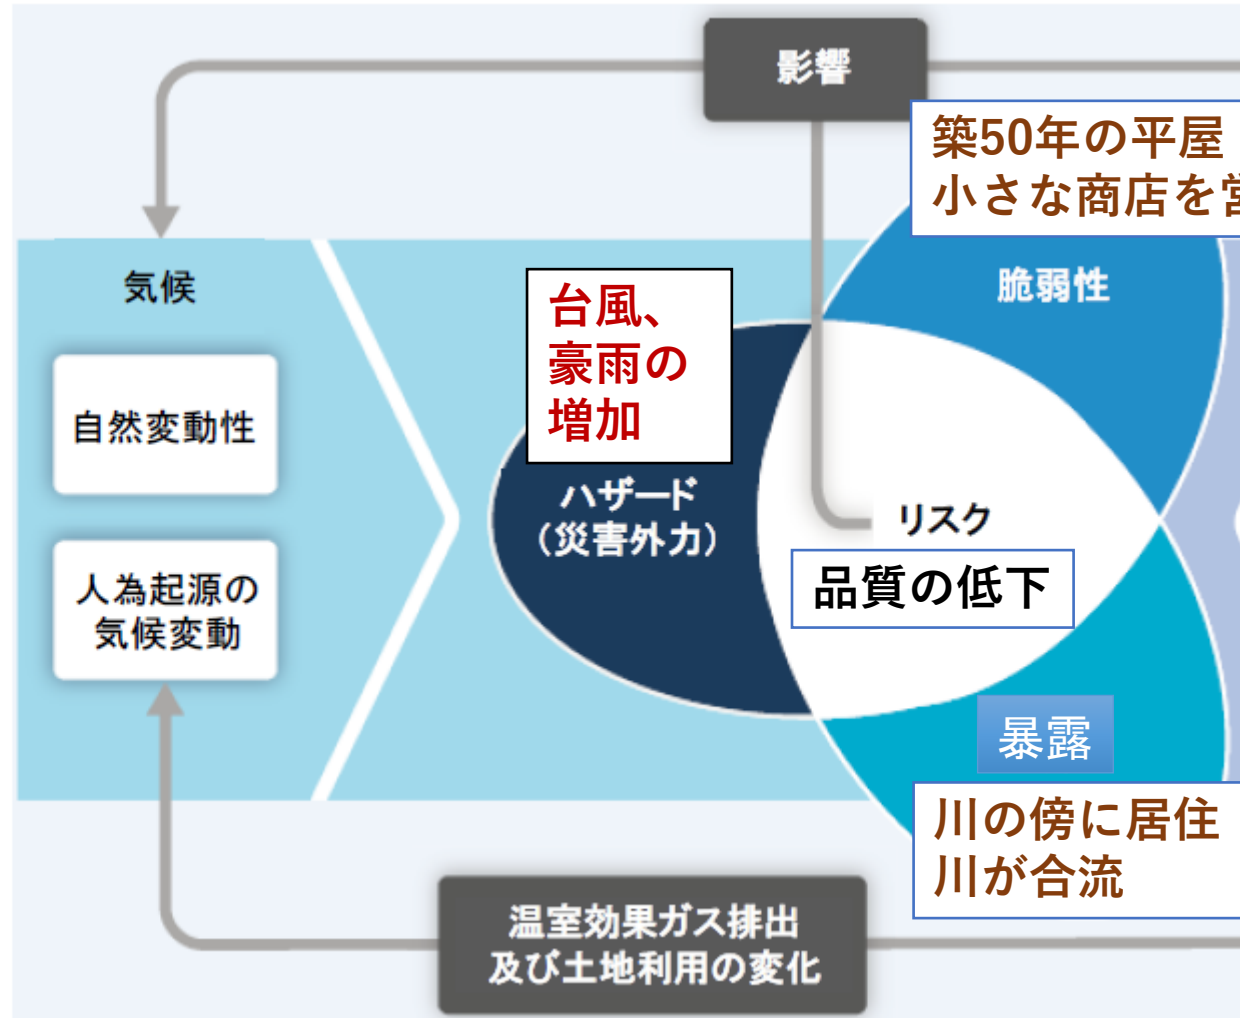 影響
築50年の平屋
小さな商店を
気候
脆弱性
台風、
豪雨の
増加
自然変動性
ハザード
（災害外力）
リスク
人為起源の
気候変動
品質の低下
暴露
川の傍に居住
川が合流
温室効果ガス排出
及び土地利用の変化